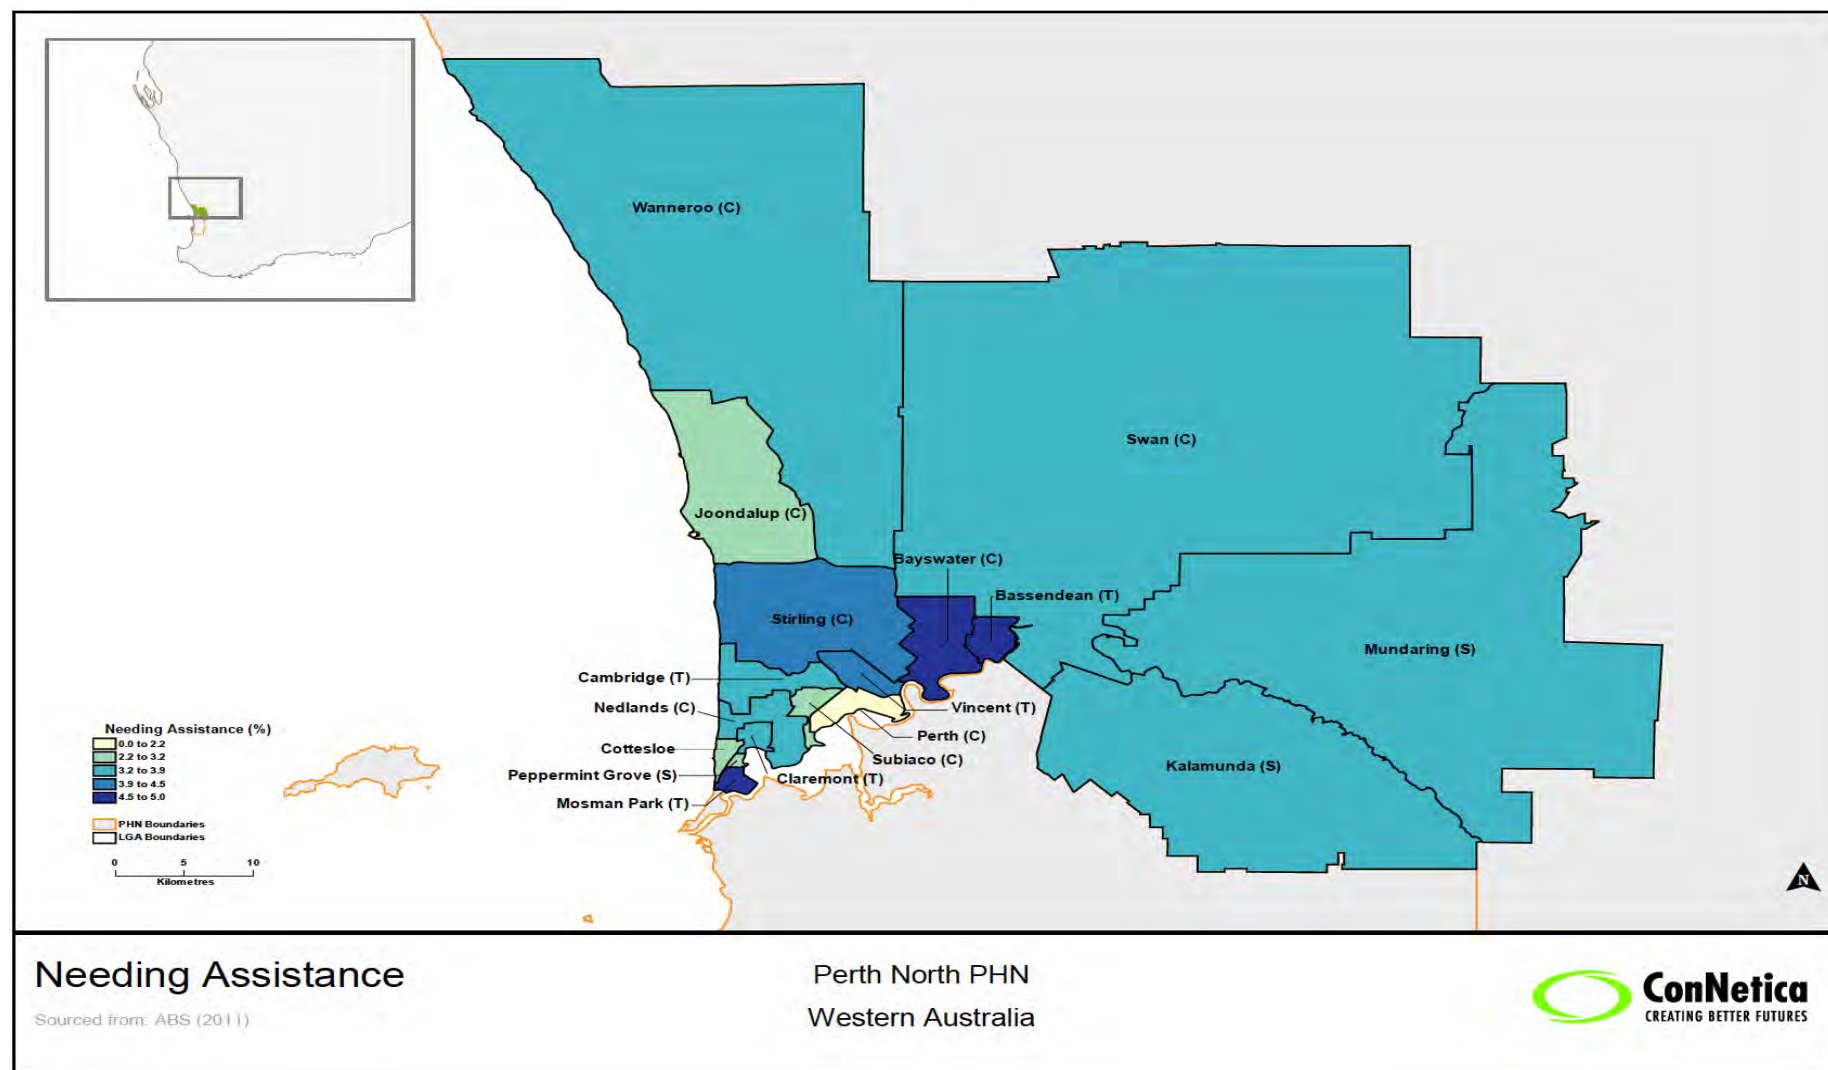 Wanneroo (C)
Swan (C)
Joondalup (C)
Bayswater (C)
Bassendean (T)
Stirling (C)
Mundaring (S)
Cambridge (T)
Nedlands (C)
Vincent (T)
Perth (C)
Cottesloe
Subiaco (C)
Kalamunda (S)
Peppermint Grove (S)
Claremont (T)
Mosman Park (T)
Needing Assistance (%)
0.0 to 2.2
2.2 to 3.2
3.2 to 3.9
3.9 to 4.5
4.5 to 5.0
PHN Boundaries
LGA Boundaries
0 5 10
Kilometres
N
Needing Assistance
Sourced from: ABS (2011)
Perth North PHN
Western Australia
ConNetica
CREATING BETTER FUTURES